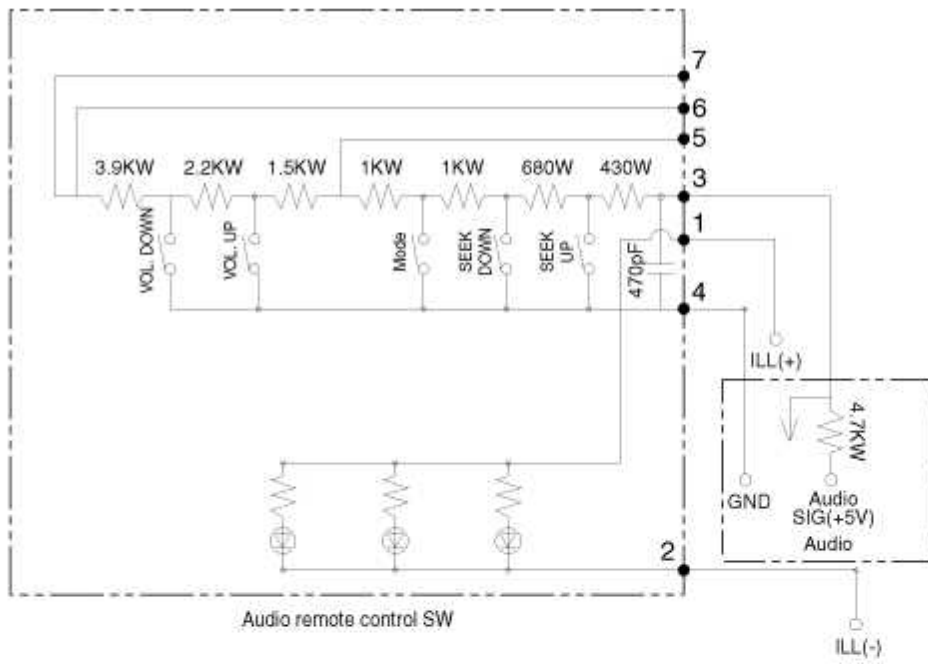 7
6
5
3.9KW 2.2KW 1.5KW 1KW 1KW 680W 430W
3
1
VOL. DOWN
VOL. UP
Mode
SEEK
DOWN
SEEK
UP
470pF
4
ILL(+)
4.7KW
GND
Audio
SIG(+5V)
Audio
2
Audio remote control SW
ILL(-)